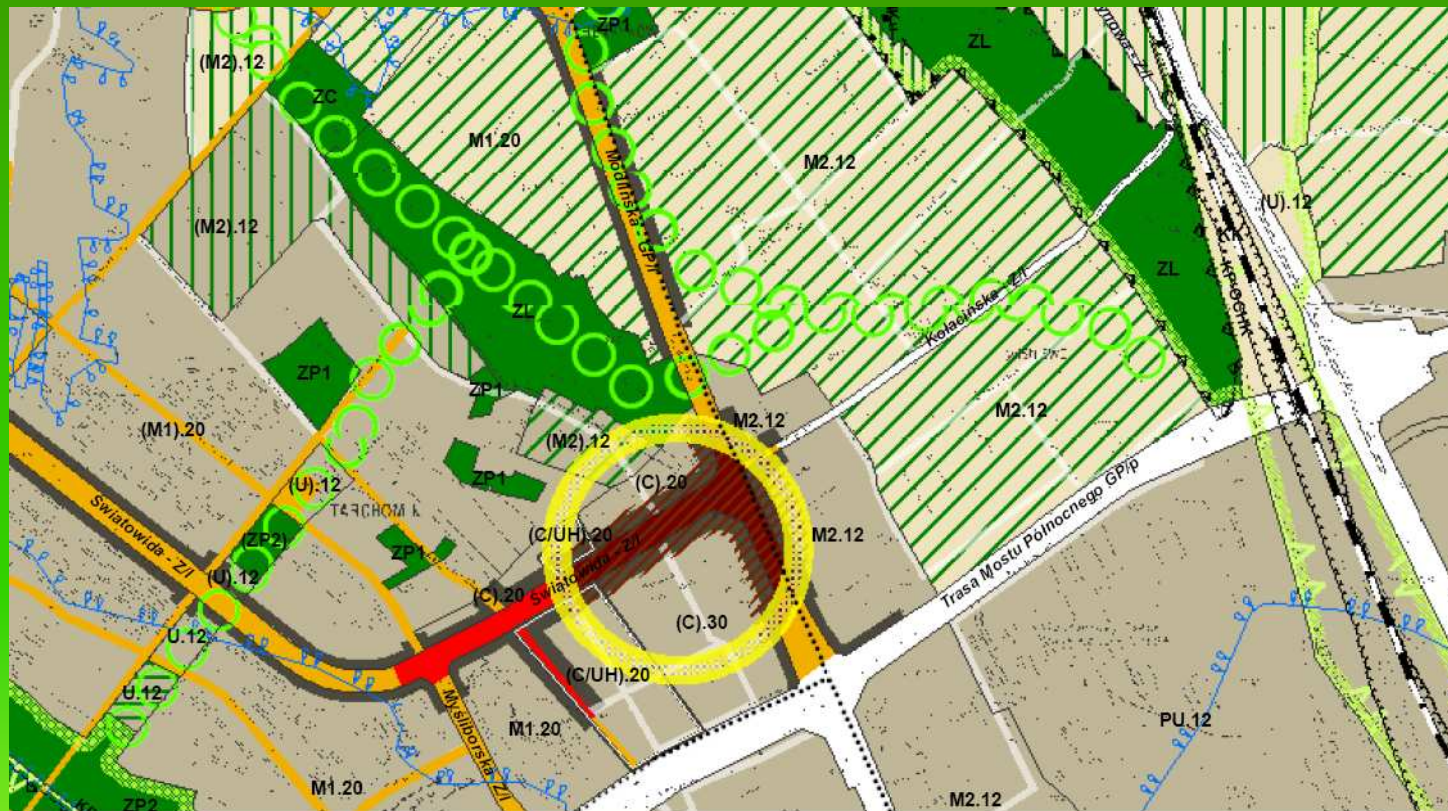 ZP1
ZL
(M2).12
ZC
M1.20
M2.12
Modlińska - GP/I
(U).12
(M2).12
ZL
ZL
Kołacińska - Z/I
ZP1
ZP1
M2.12
(M1).20
(M2).12
M2.12
ZP1
(C).20
(U).12
Światowida - Z/I
(ZP2)
ZP1
(C/UH).20
M2.12
Światowida - Z/I
Trasa Mostu Północnego GP/p
(U).12
(C).20
(C).30
U.12
(C/UH).20
U.12
Myśliborska - Z/I
M1.20
PU.12
M1.20
M2.12
ZP2